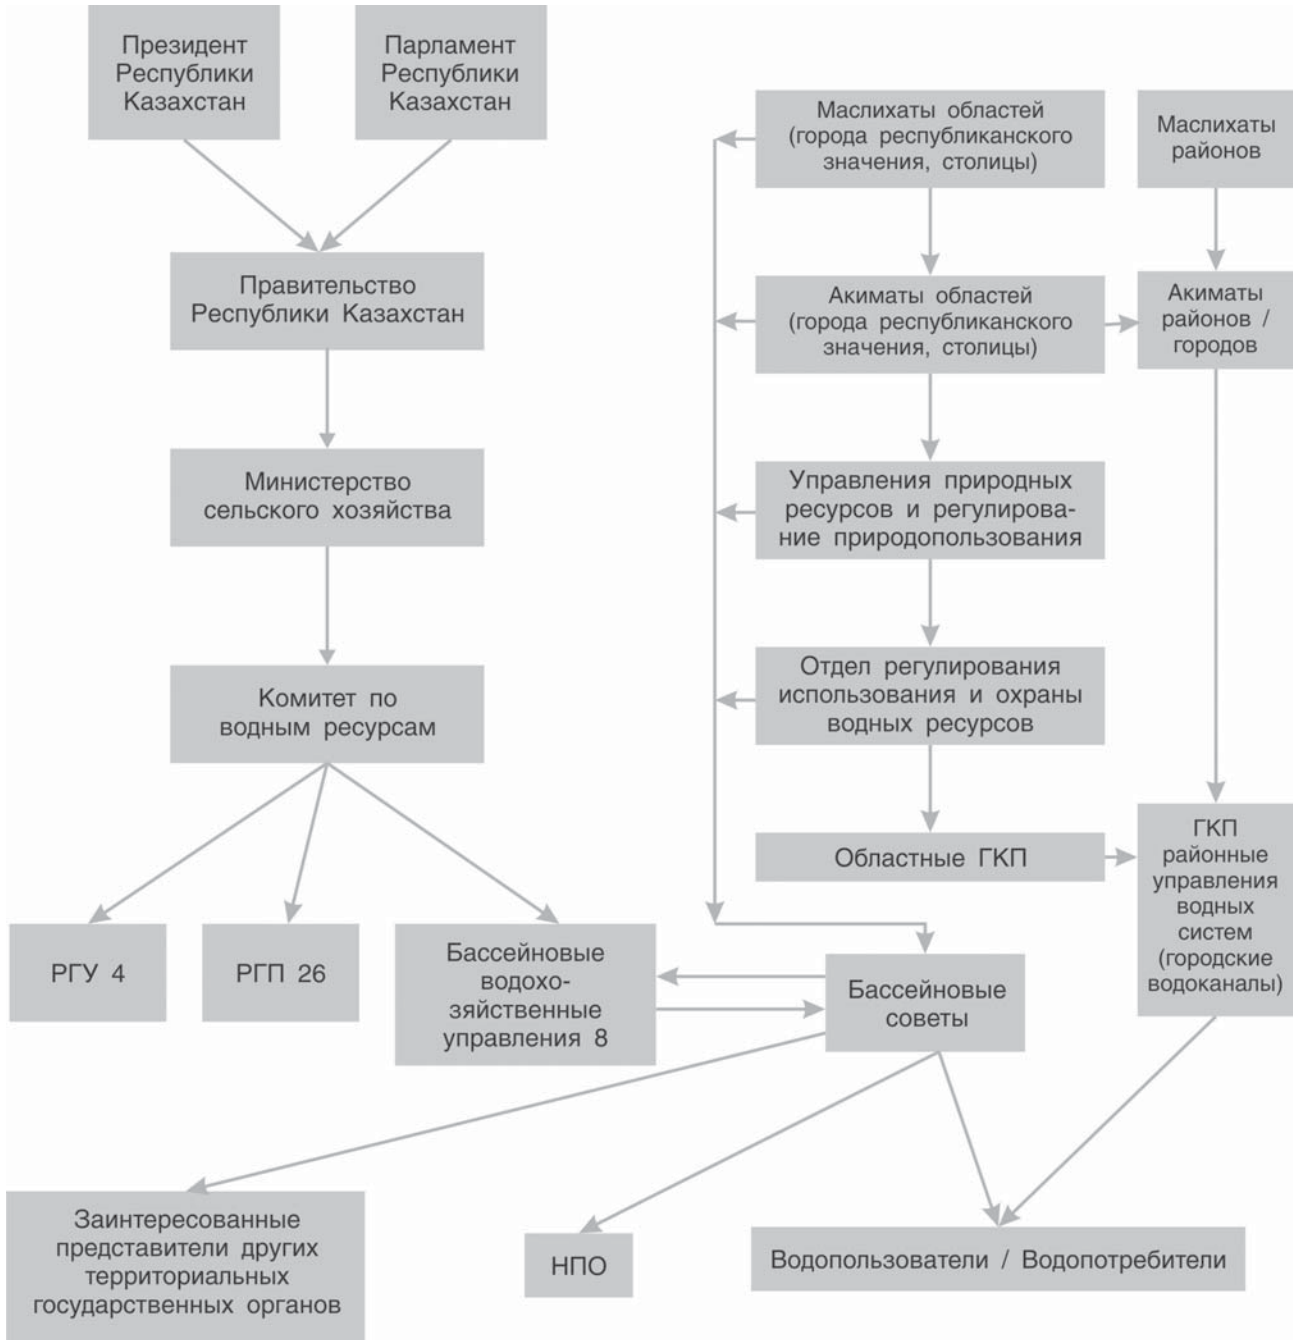 Президент
Республики
Казахстан
Парламент
Республики
Казахстан
Правительство
Республики Казахстан
Министерство
сельского хозяйства
Комитет по
водным ресурсам
РГУ 4
РГП 26
Бассейновые
водохо-
зяйственные
управления 8
Маслихаты областей
(города республиканского
значения, столицы)
Маслихаты
районов
Акиматы областей
(города республиканского
значения, столицы)
Акиматы
районов /
городов
Управления природных
ресурсов и регулирова-
ние природопользования
Отдел регулирования
использования и охраны
водных ресурсов
Областные ГКП
ГКП
районные
управления
водных
систем
(городские
водоканалы)
Бассейновые
советы
Заинтересованные
представители других
территориальных
государственных органов
НПО
Водопользователи / Водопотребители